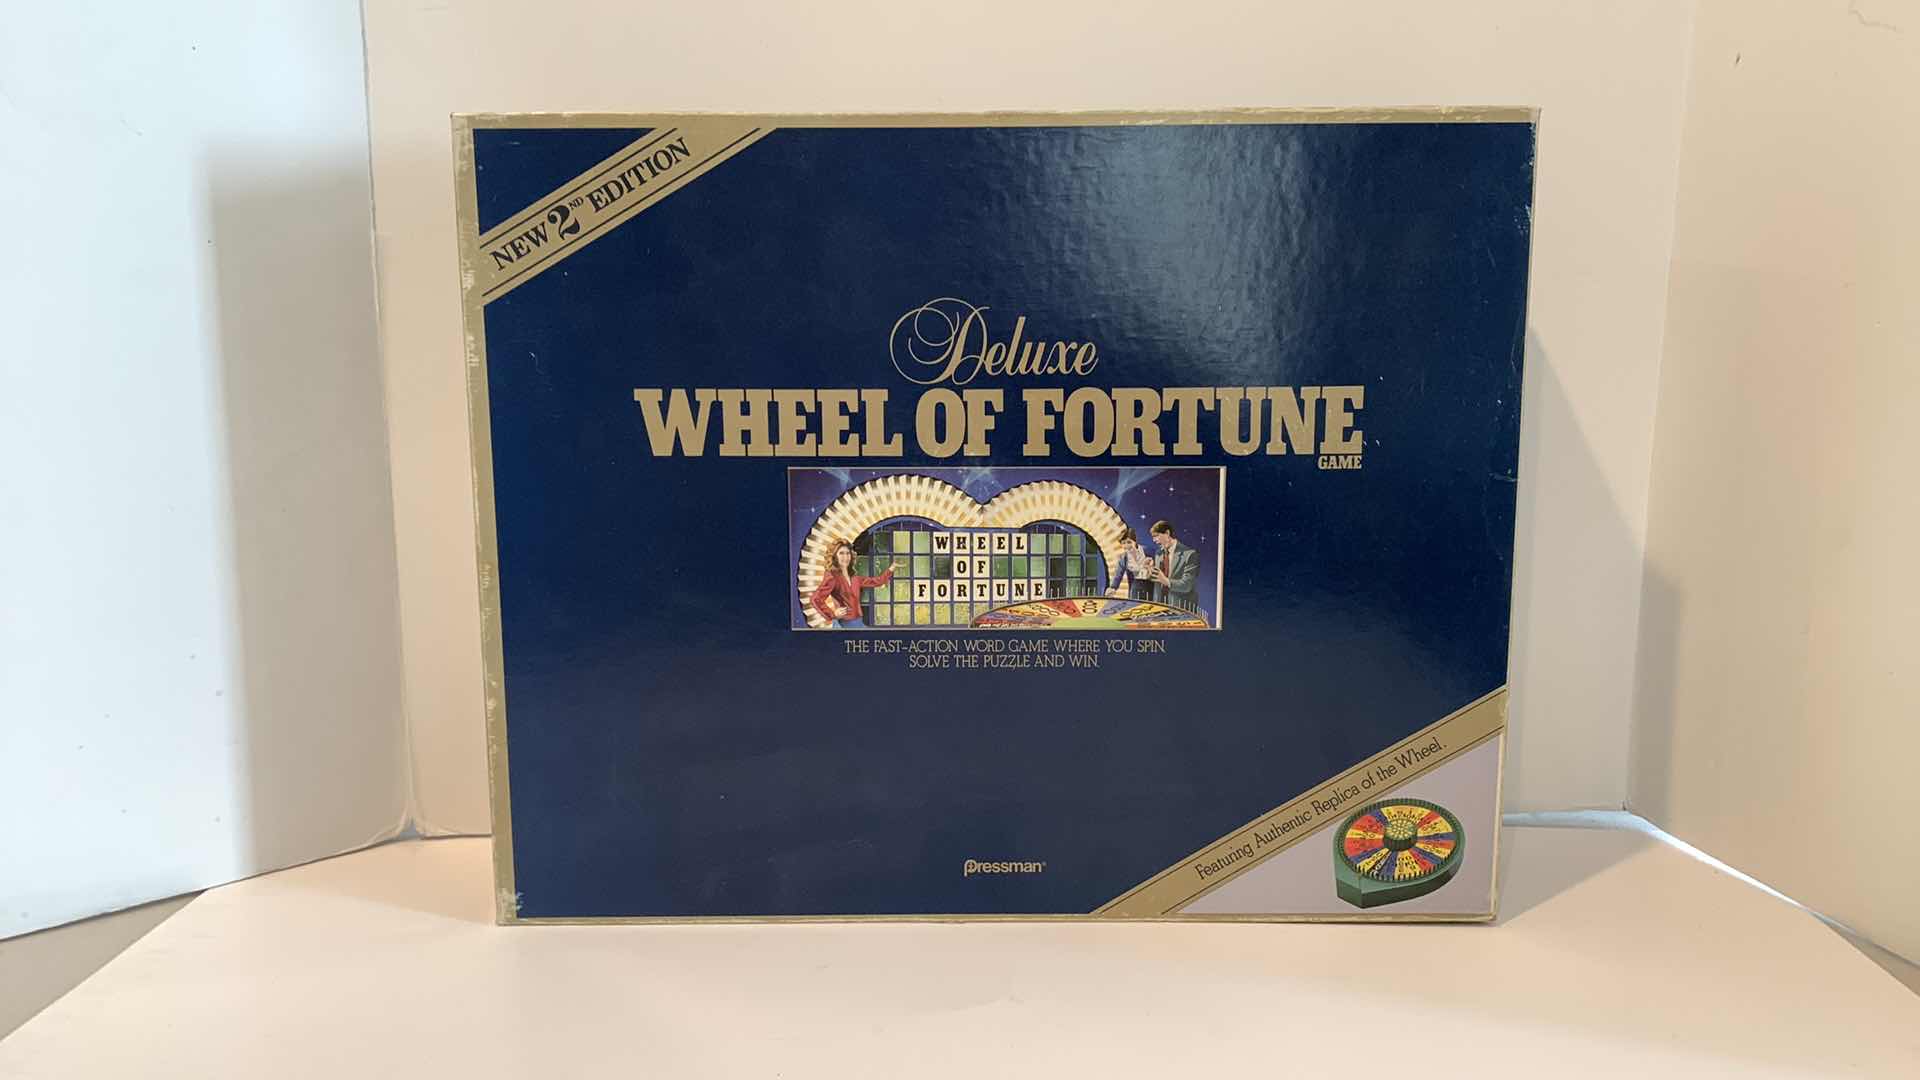 NEW 2ND EDITION
Deluxe
WHEEL OF FORTUNE
GAME
WHEEL
OF
FORTUNE
THE FAST-ACTION WORD GAME WHERE YOU SPIN,
SOLVE THE PUZZLE AND WIN.
Featuring Authentic Replica of the Wheel.
Pressman®